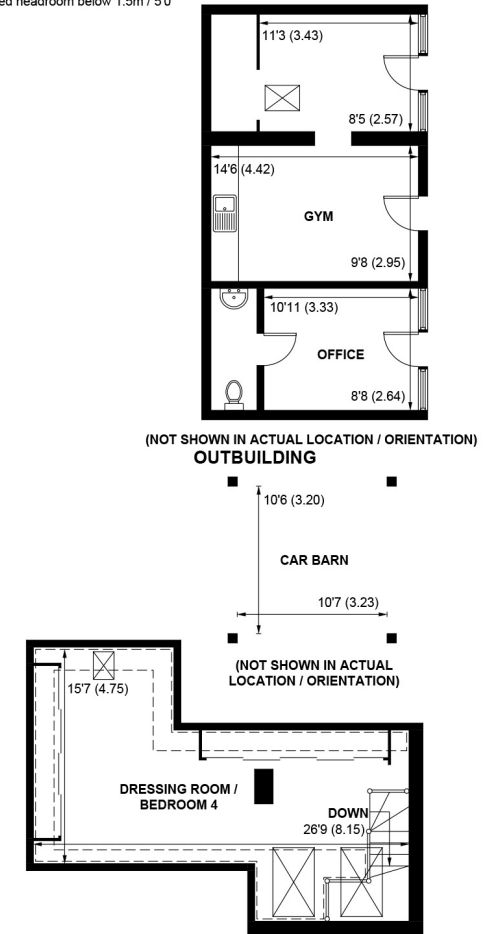 ed headroom below 1.5m / 5'0
11'3 (3.43)
8'5 (2.57)
14'6 (4.42)
GYM
9'8 (2.95)
10'11 (3.33)
OFFICE
8'8 (2.64)
(NOT SHOWN IN ACTUAL LOCATION / ORIENTATION)
OUTBUILDING
10'6 (3.20)
CAR BARN
10'7 (3.23)
(NOT SHOWN IN ACTUAL
LOCATION / ORIENTATION)
15'7 (4.75)
DRESSING ROOM /
BEDROOM 4
DOWN
26'9 (8.15)